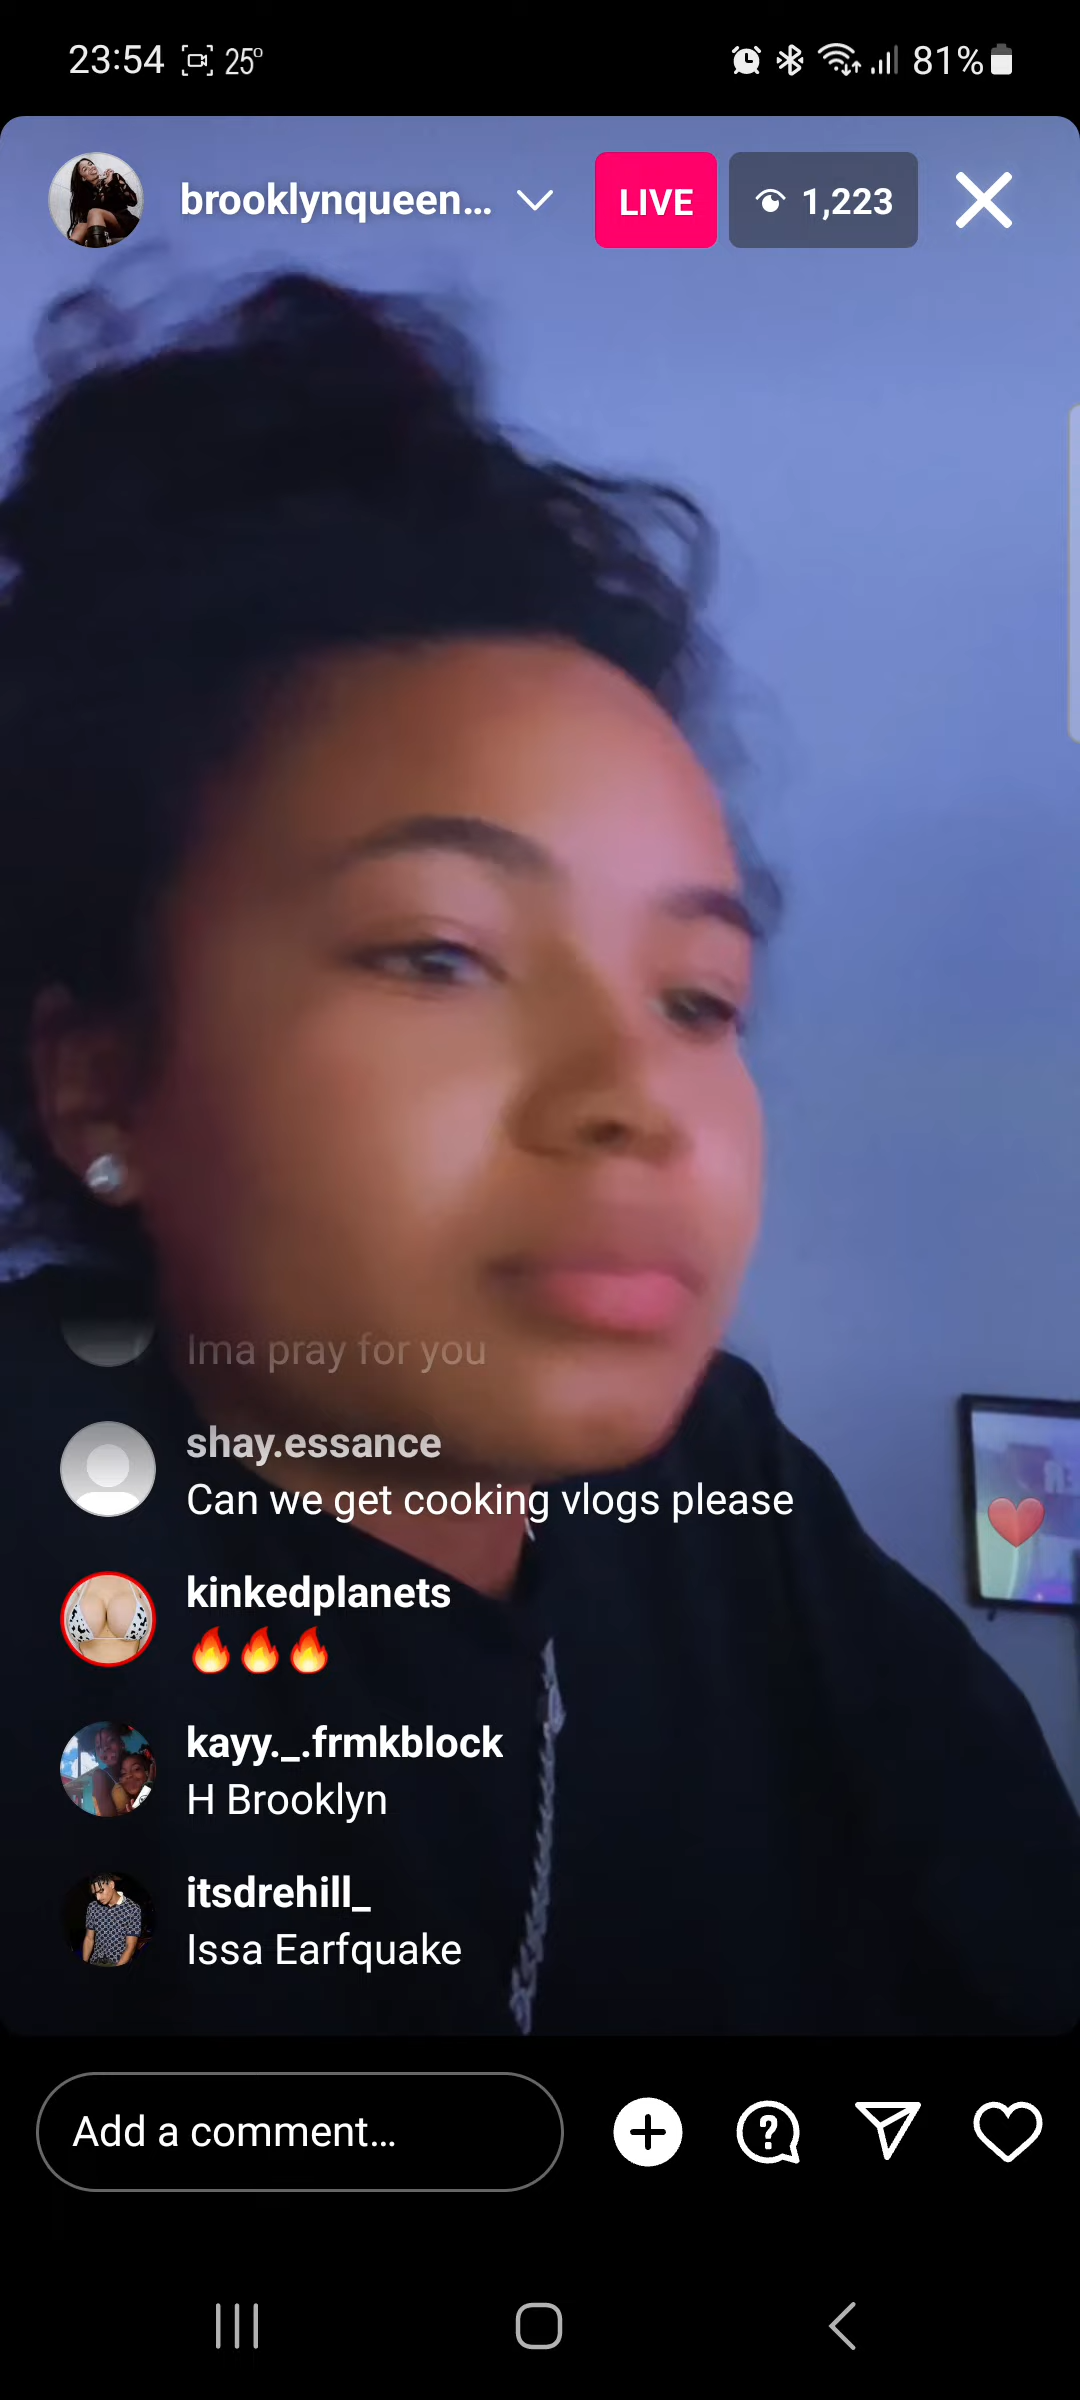 23:54 25°
81%
brooklynqueen...
LIVE
1,223
Ima pray for you
shay.essance
Can we get cooking vlogs please
kinkedplanets
🔥🔥🔥
kayy._.frmkblock
H Brooklyn
itsdrehill_
Issa Earfquake
Add a comment...